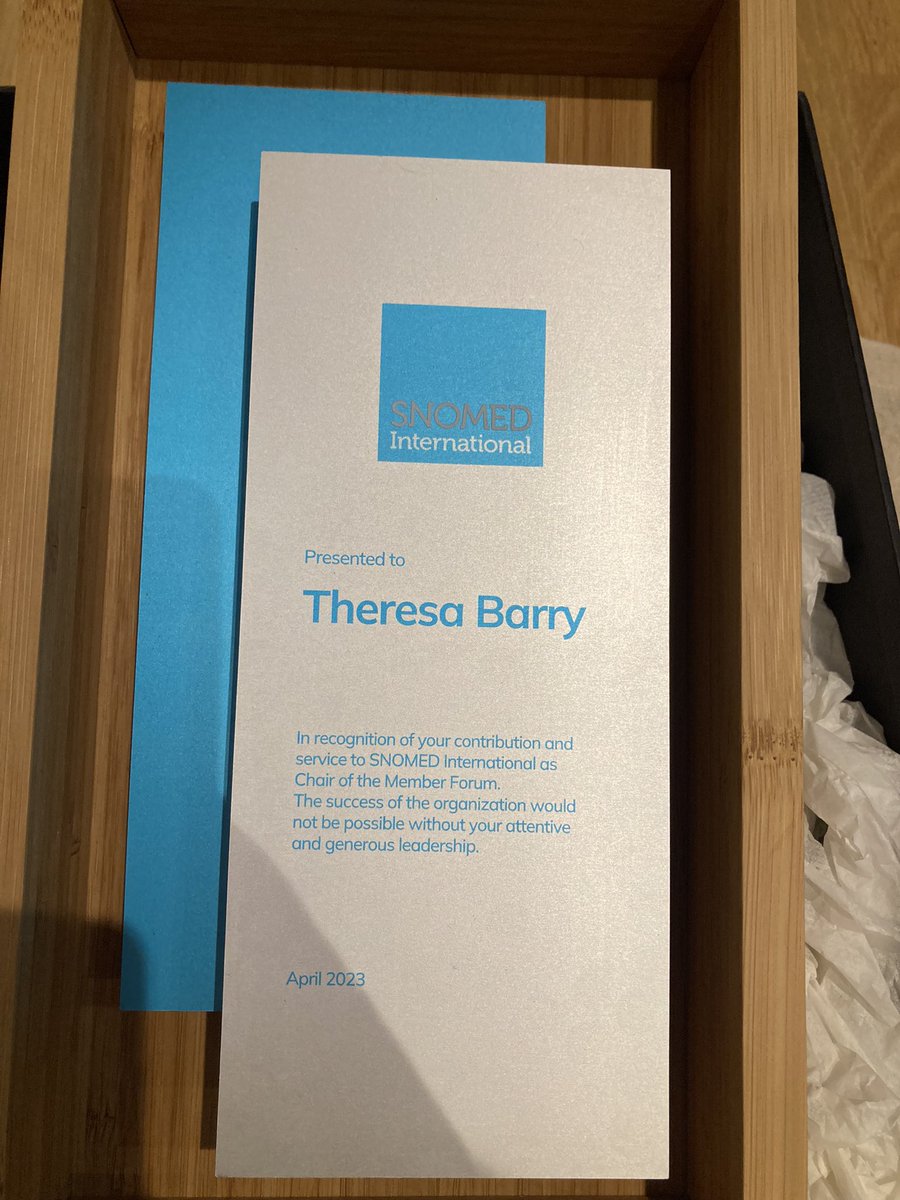 SNOMED
International
Presented to
Theresa Barry
In recognition of your contribution and
service to SNOMED International as
Chair of the Member Forum.
The success of the organization would
not be possible without your attentive
and generous leadership.
April 2023